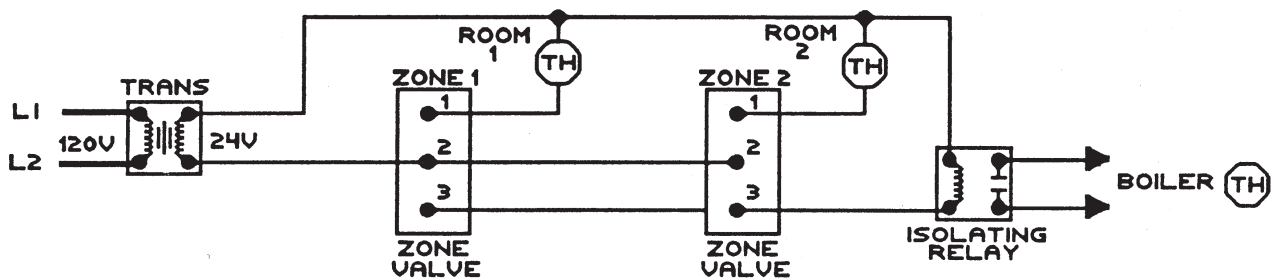 ROOM
1
TH
ROOM
2
TH
TRANS
ZONE 1
ZONE 2
L1
120V
24V
L2
1
2
3
1
2
3
BOILER TH
ZONE
VALVE
ZONE
VALVE
ISOLATING
RELAY